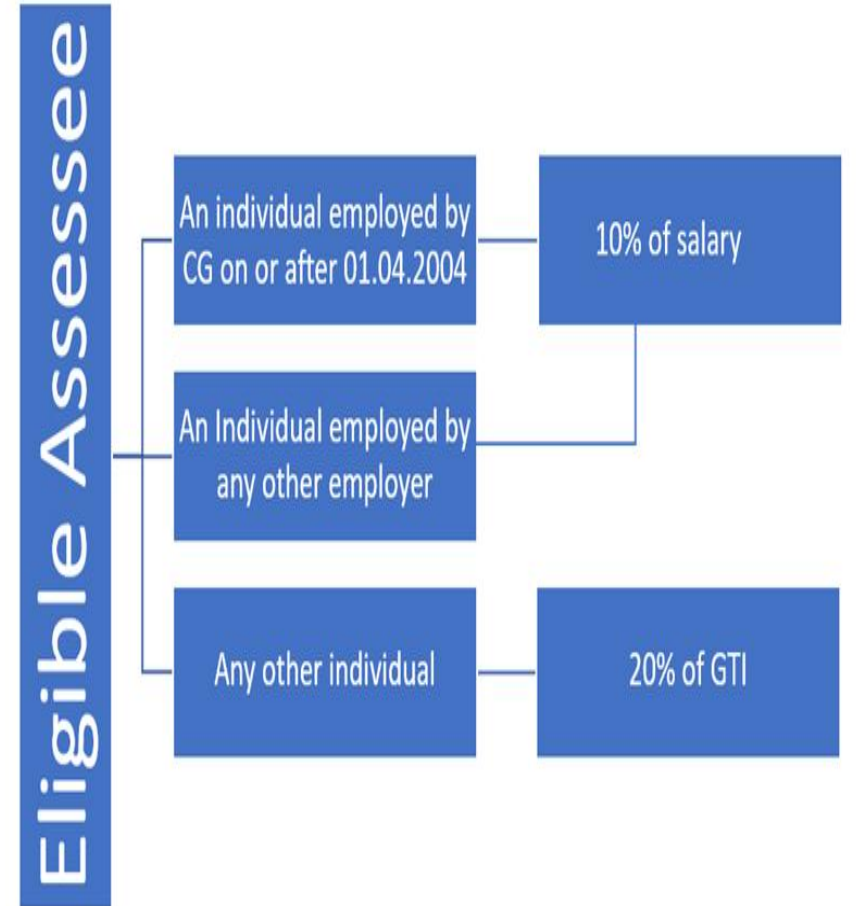 Eligible Assessee
An individual employed by
CG on or after 01.04.2004
10% of salary
An Individual employed by
any other employer
Any other individual
20% of GTI